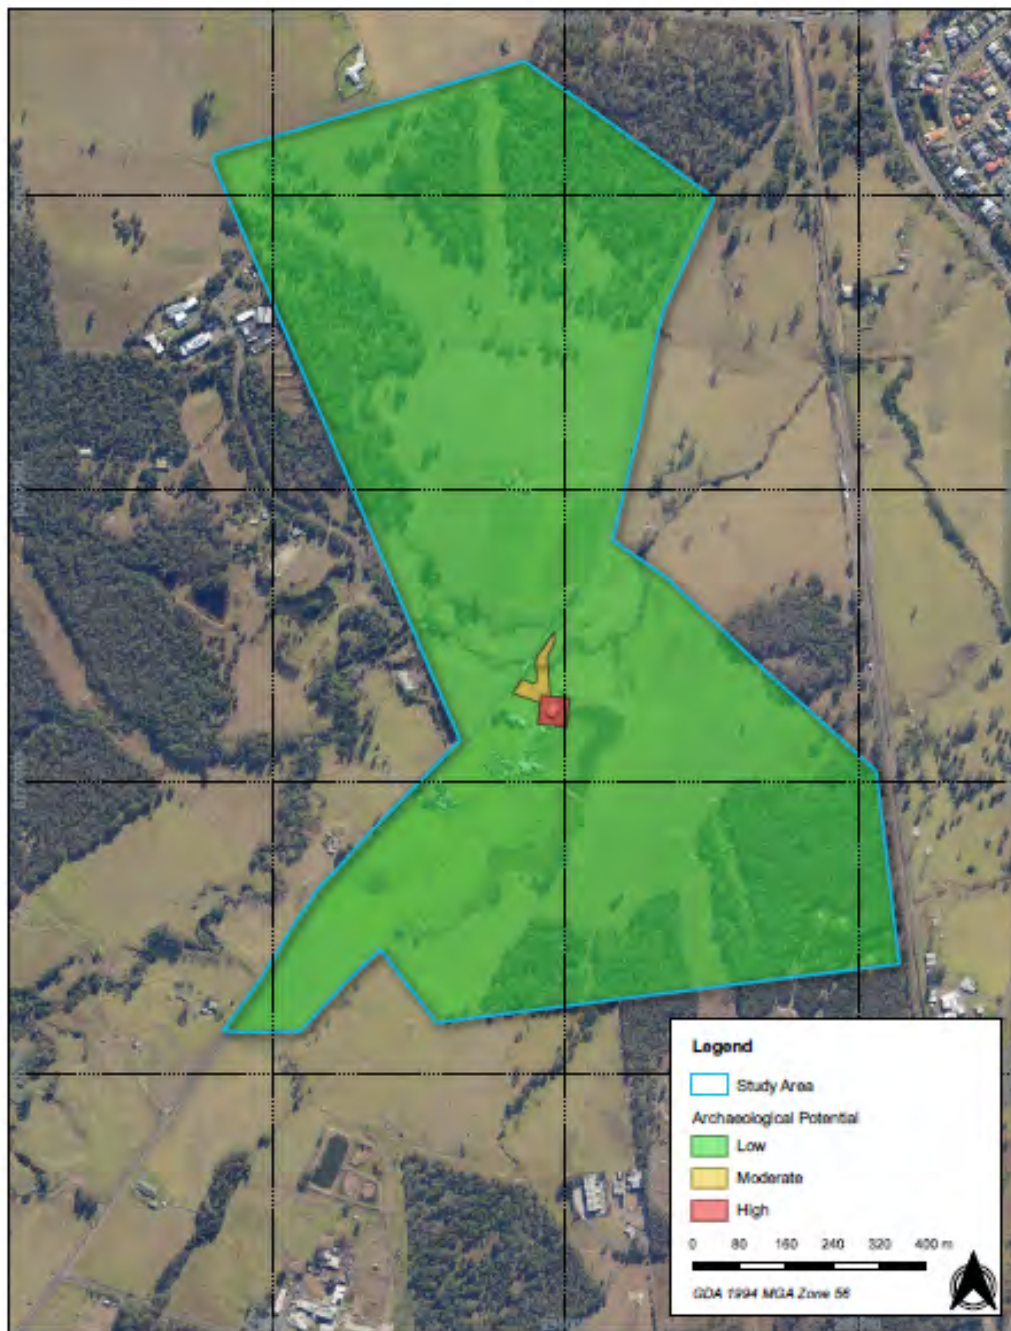 Legend
Study Area
Archaeological Potential
Low
Moderate
High
0 80 160 240 320 400 m
GDA 1994 MGA Zone 56